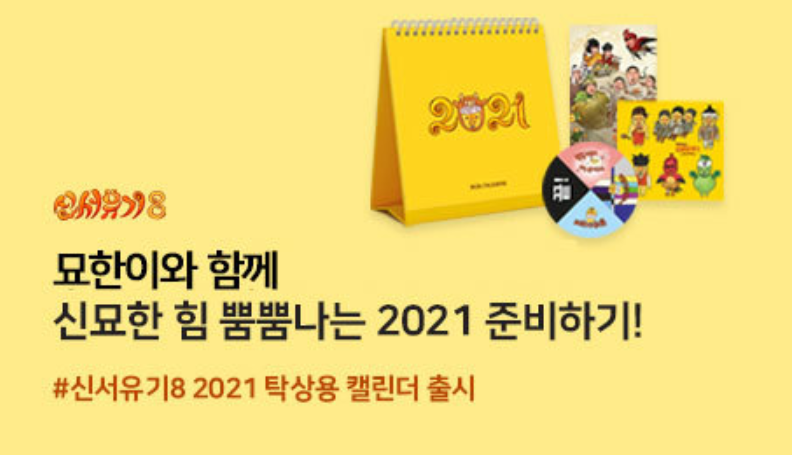 2021
신서유기8
묘한이와 함께
신묘한 힘 뿜뿜나는 2021 준비하기!
#신서유기8 2021 탁상용 캘린더 출시